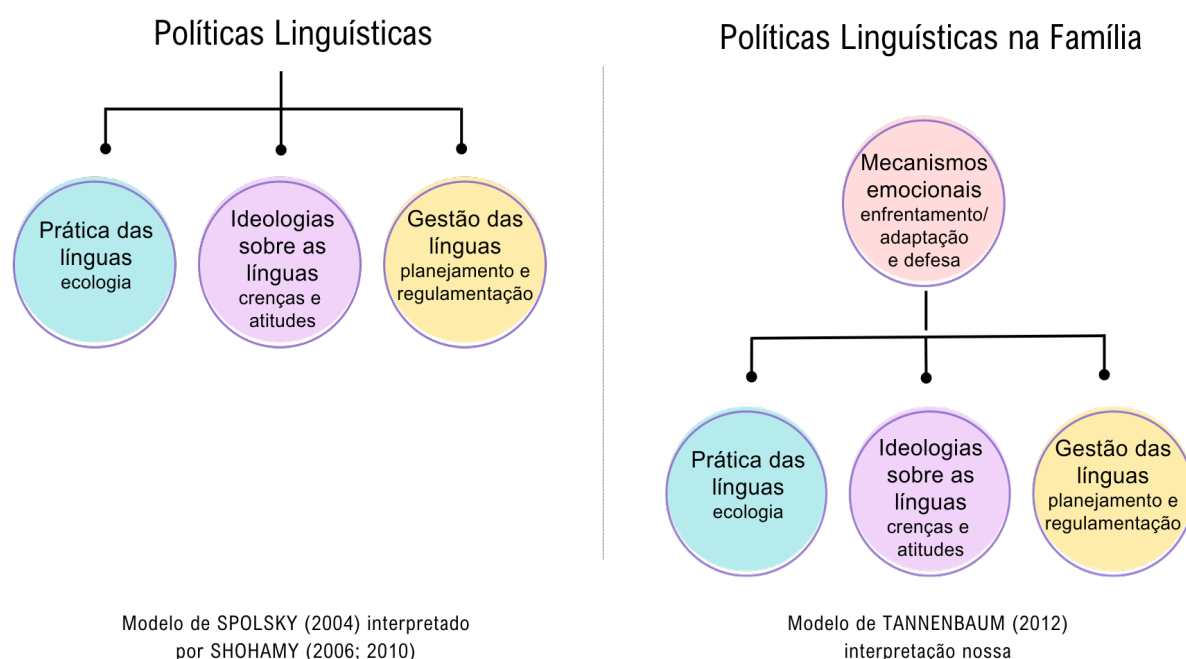 Políticas Linguísticas
Prática das
línguas
ecologia
Ideologias
sobre as
línguas
crenças e
atitudes
Gestão das
línguas
planejamento e
regulamentação
Modelo de SPOLSKY (2004) interpretado
por SHOHAMY (2006; 2010)
Políticas Linguísticas na Família
Mecanismos
emocionais
enfrentamento/
adaptação
e defesa
Prática das
línguas
ecologia
Ideologias
sobre as
línguas
crenças e
atitudes
Gestão das
línguas
planejamento e
regulamentação
Modelo de TANNENBAUM (2012)
interpretação nossa